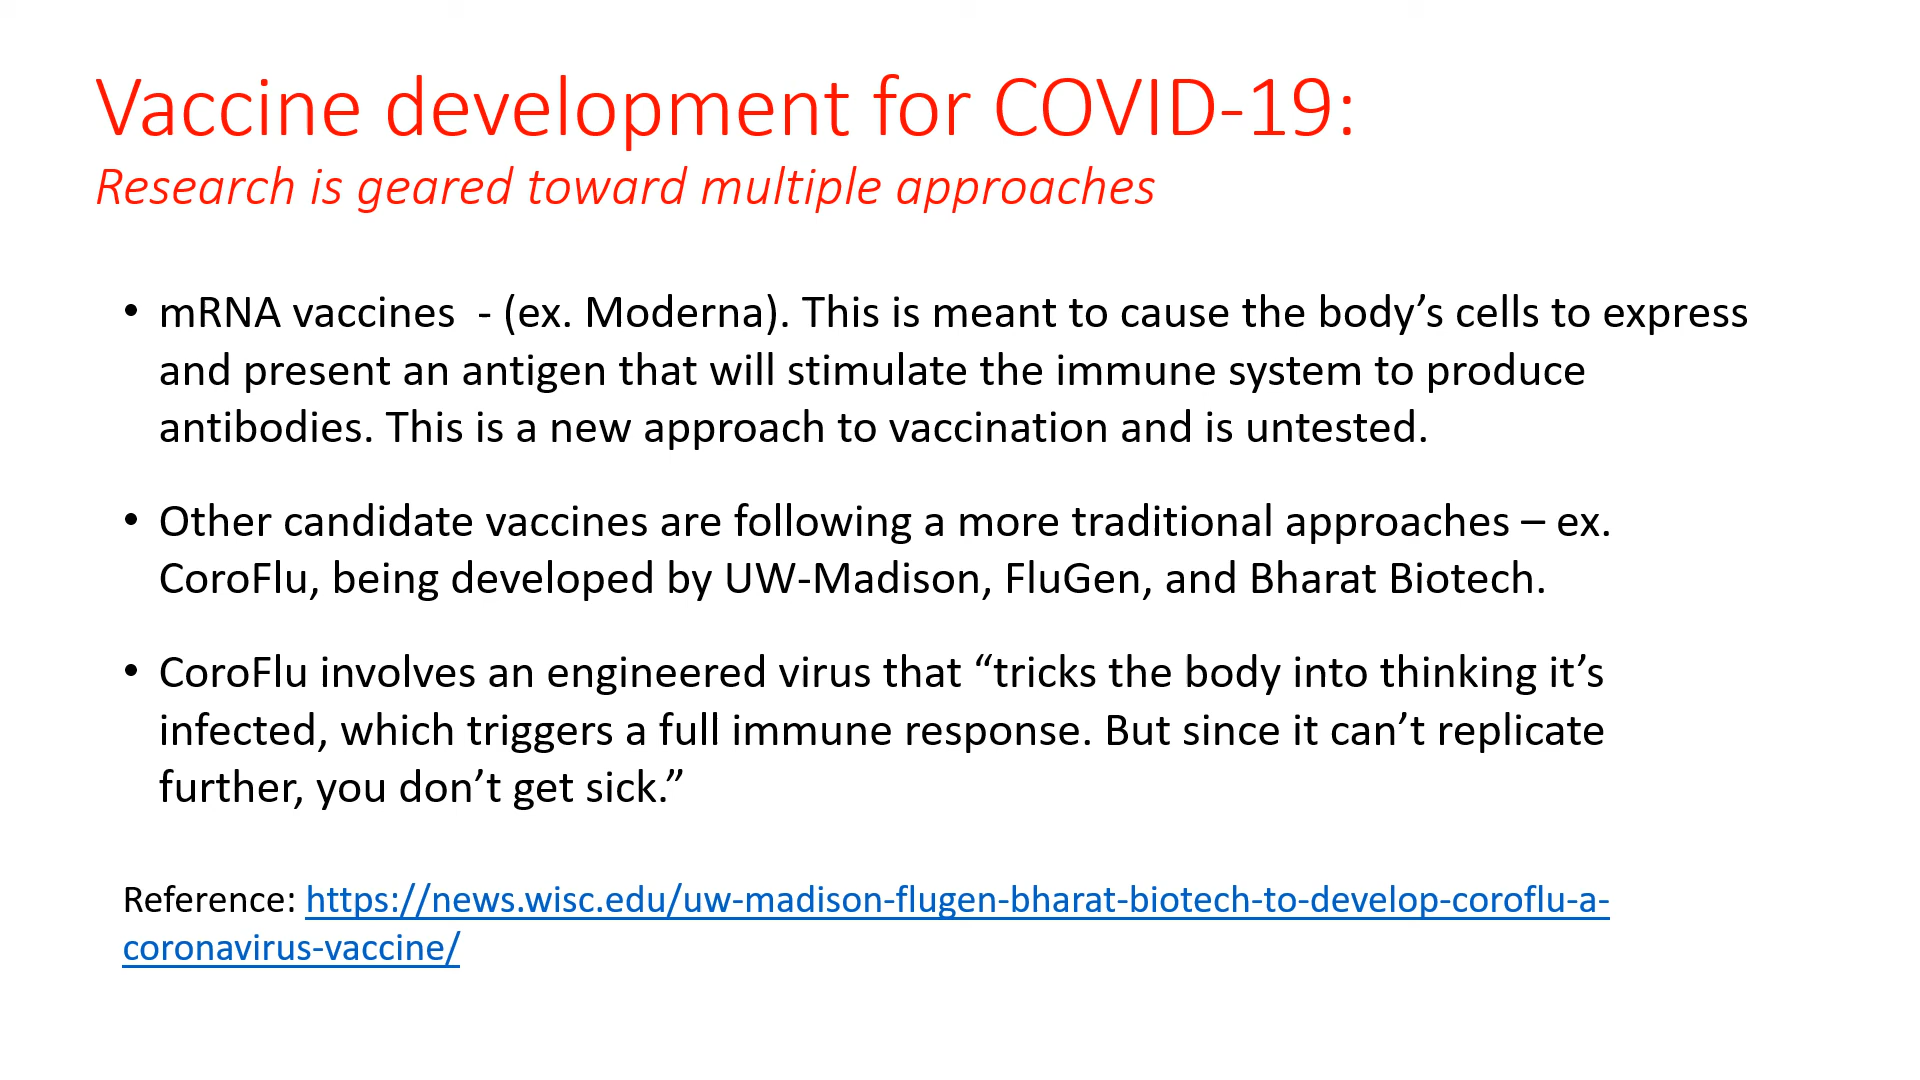 Vaccine development for COVID-19:
Research is geared toward multiple approaches
• mRNA vaccines  - (ex. Moderna). This is meant to cause the body’s cells to express
and present an antigen that will stimulate the immune system to produce
antibodies. This is a new approach to vaccination and is untested.
• Other candidate vaccines are following a more traditional approaches – ex.
CoroFlu, being developed by UW-Madison, FluGen, and Bharat Biotech.
• CoroFlu involves an engineered virus that “tricks the body into thinking it’s
infected, which triggers a full immune response. But since it can’t replicate
further, you don’t get sick.”
Reference: https://news.wisc.edu/uw-madison-flugen-bharat-biotech-to-develop-coroflu-a-
coronavirus-vaccine/